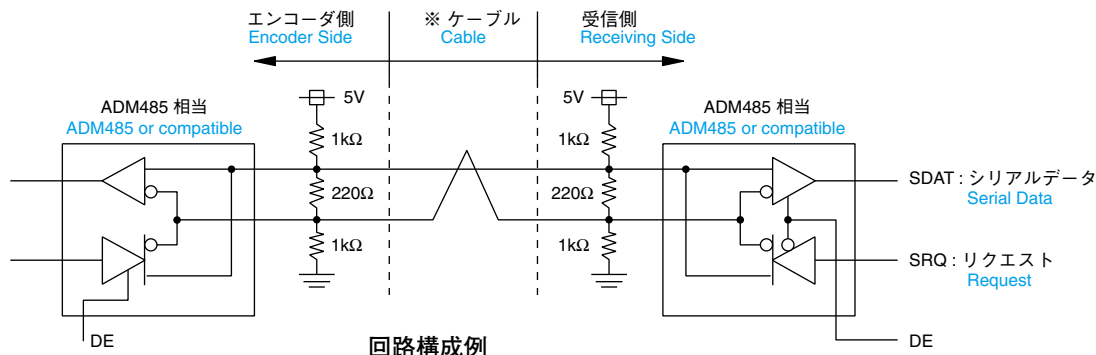 エンコーダ側
Encoder Side
※ ケーブル
Cable
受信側
Receiving Side
ADM485 相当
ADM485 or compatible
5V
1kΩ
220Ω
1kΩ
5V
1kΩ
220Ω
1kΩ
ADM485 相当
ADM485 or compatible
SDAT : シリアルデータ
Serial Data
SRQ : リクエスト
Request
DE
DE
回路構成例